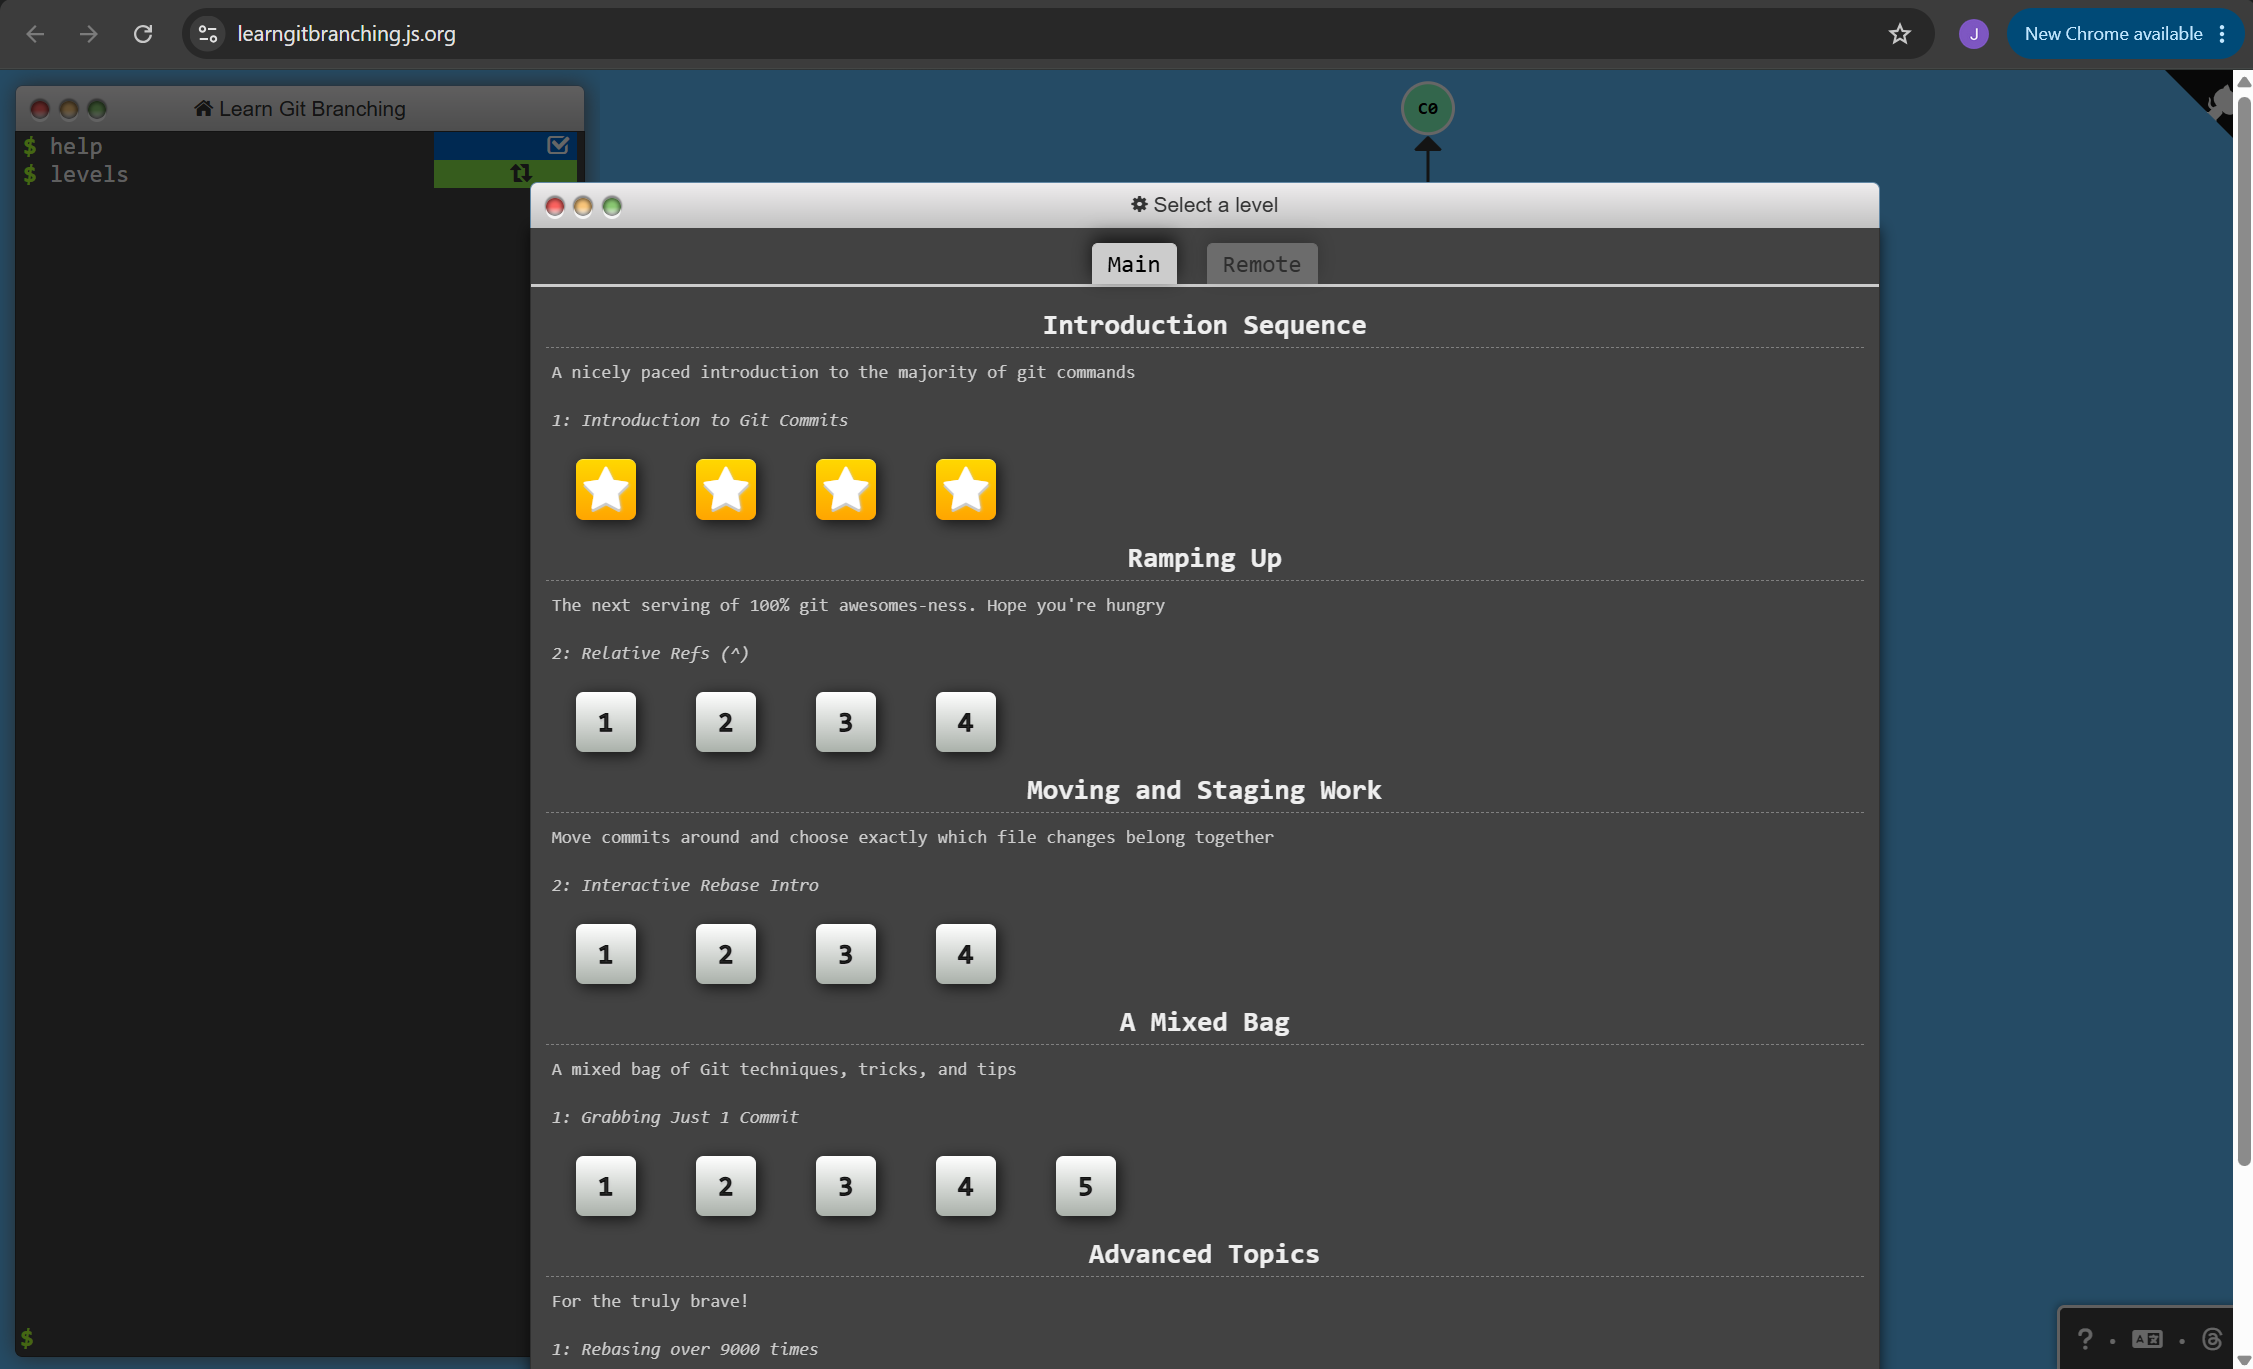 learngitbranching.js.org
J
New Chrome available
Learn Git Branching
$ help
$ levels
$
C0
Select a level
Main
Remote
Introduction Sequence
A nicely paced introduction to the majority of git commands
1: Introduction to Git Commits
Ramping Up
The next serving of 100% git awesomes-ness. Hope you're hungry
2: Relative Refs (^)
1 2 3 4
Moving and Staging Work
Move commits around and choose exactly which file changes belong together
2: Interactive Rebase Intro
1 2 3 4
A Mixed Bag
A mixed bag of Git techniques, tricks, and tips
1: Grabbing Just 1 Commit
1 2 3 4 5
Advanced Topics
For the truly brave!
1: Rebasing over 9000 times
?